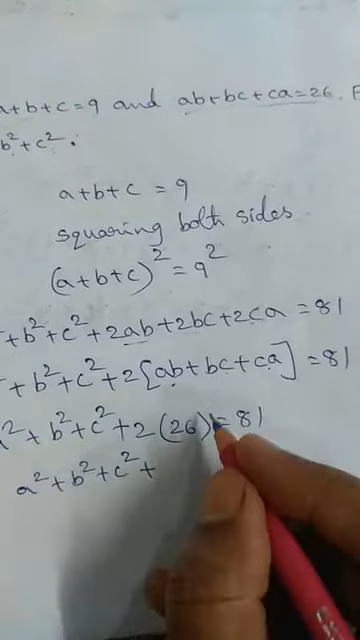 a+b+c=9 and ab+bc+ca=26. F
b²+c².
a+b+c = 9
squaring both sides
(a+b+c)² = 9²
+b²+c²+2ab+2bc+2ca = 81
+b²+c²+2[ab+bc+ca] = 81
a²+b²+c²+2(26) = 81
a²+b²+c²+